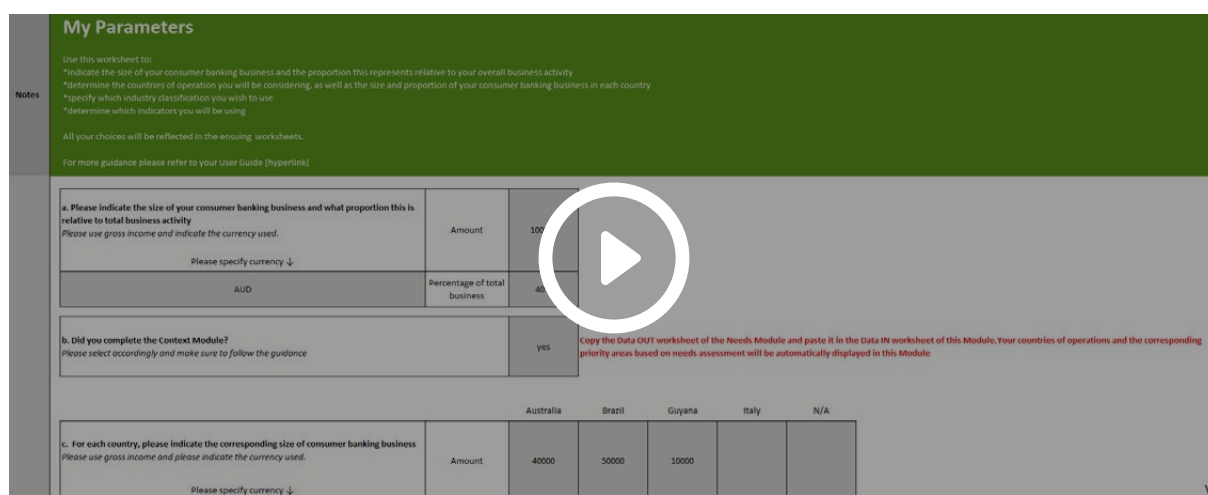 My Parameters
Use this worksheet to:
*indicate the size of your consumer banking business and the proportion this represents relative to your overall business activity
*determine the countries of operation you will be considering, as well as the size and proportion of your consumer banking business in each country
*specify which industry classification you wish to use
*determine which indicators you will be using
Notes
All your choices will be reflected in the ensuing worksheets.
For more guidance please refer to your User Guide [hyperlink]
a. Please indicate the size of your consumer banking business and what proportion this is
relative to total business activity
Please use gross income and indicate the currency used.
Amount
Please specify currency ↓
AUD
Percentage of total
business
b. Did you complete the Context Module?
Please select accordingly and make sure to follow the guidance
yes
Copy the Data OUT worksheet of the Needs Module and paste it in the Data IN worksheet of this Module.Your countries of operations and the corresponding
priority areas based on needs assessment will be automatically displayed in this Module
Australia Brazil Guyana Italy N/A
c. For each country, please indicate the corresponding size of consumer banking business
Please use gross income and please indicate the currency used.
Amount 40000 50000 10000
Please specify currency ↓